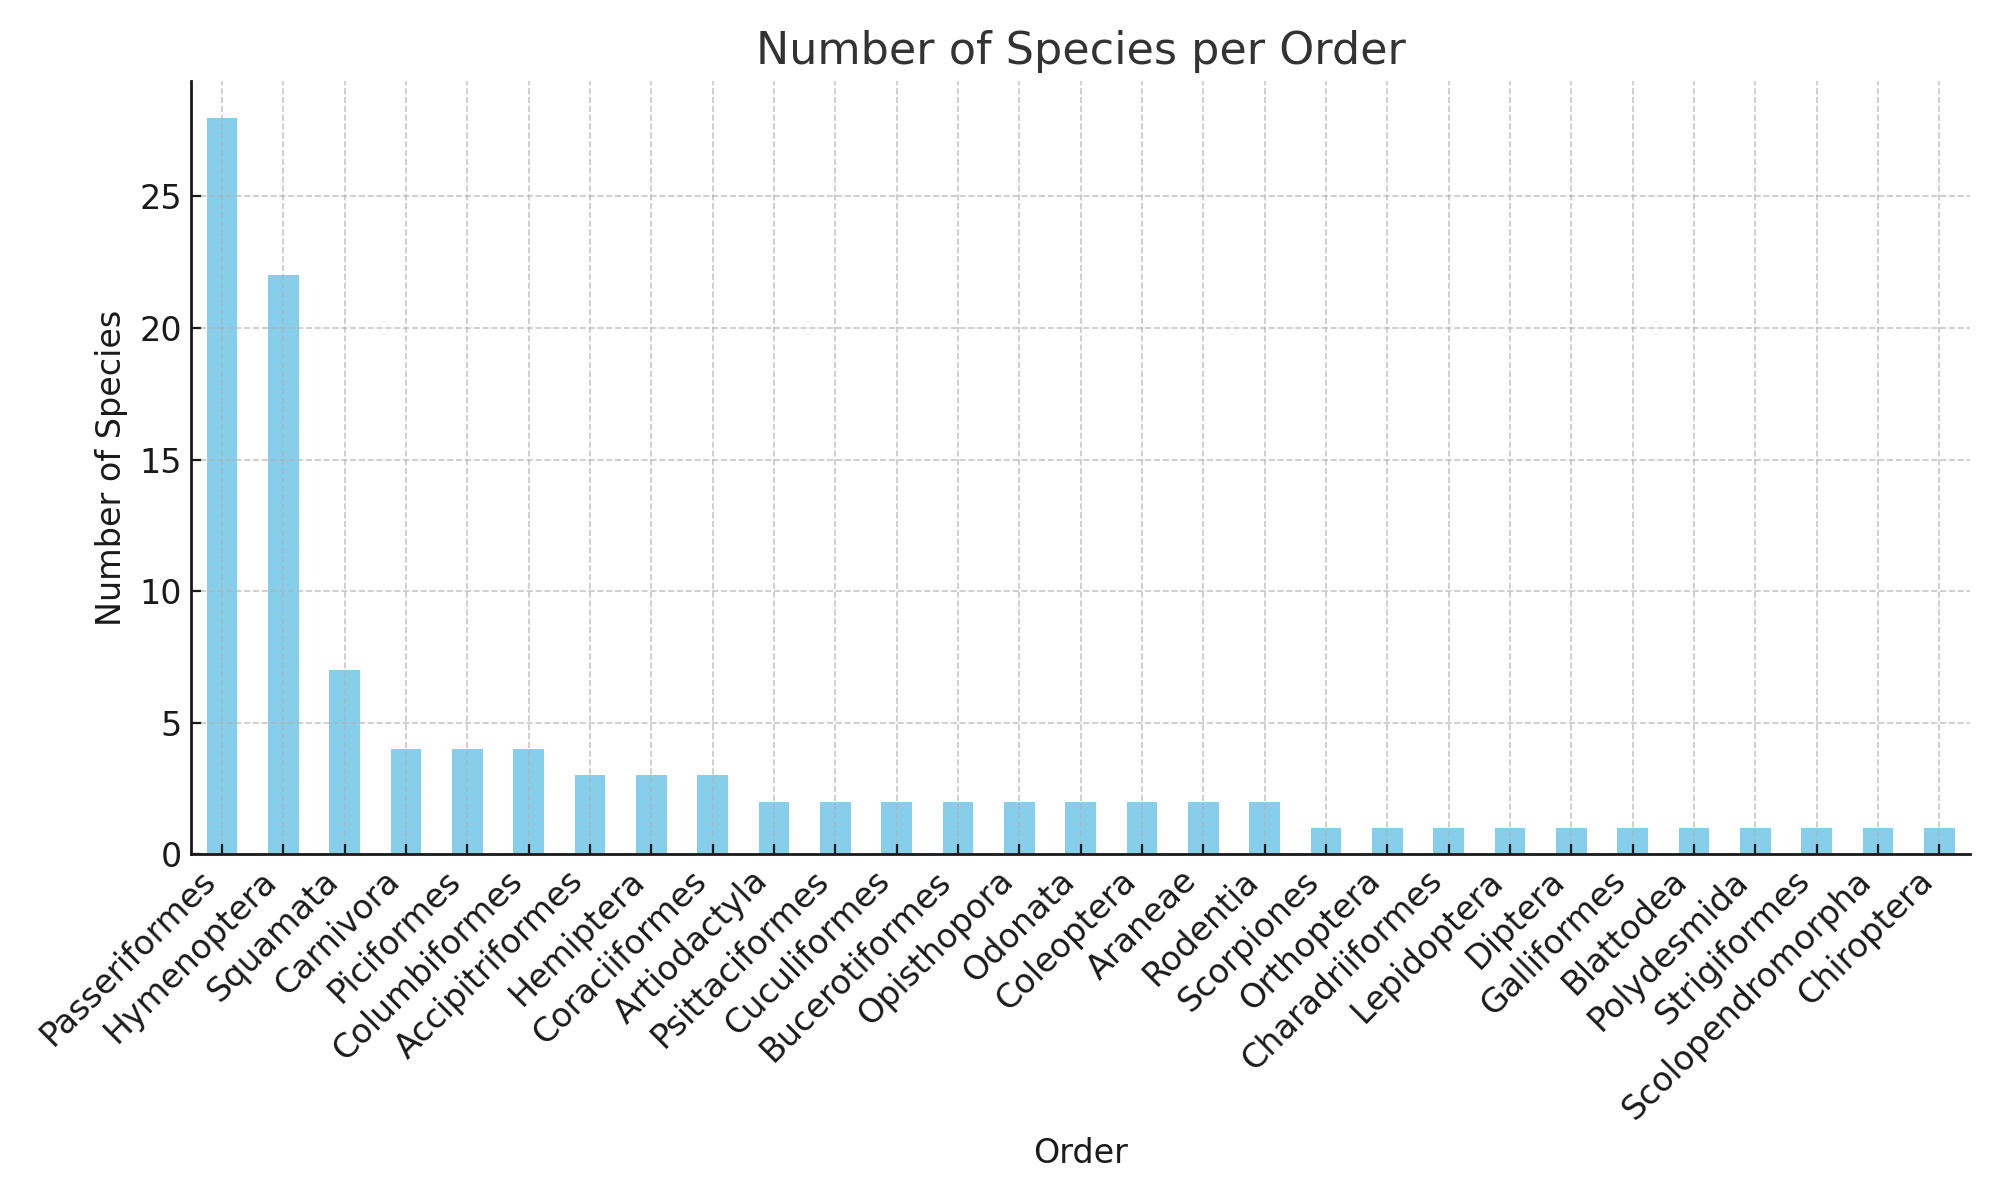 Number of Species per Order
Number of Species
25
20
15
10
5
0
Passeriformes
Hymenoptera
Squamata
Carnivora
Piciformes
Columbiformes
Accipitriformes
Hemiptera
Coraciiformes
Artiodactyla
Psittaciformes
Cuculiformes
Bucerotiformes
Opisthopora
Odonata
Coleoptera
Araneae
Rodentia
Scorpiones
Orthoptera
Charadriiformes
Lepidoptera
Diptera
Galliformes
Blattodea
Polydesmida
Strigiformes
Scolopendromorpha
Chiroptera
Order